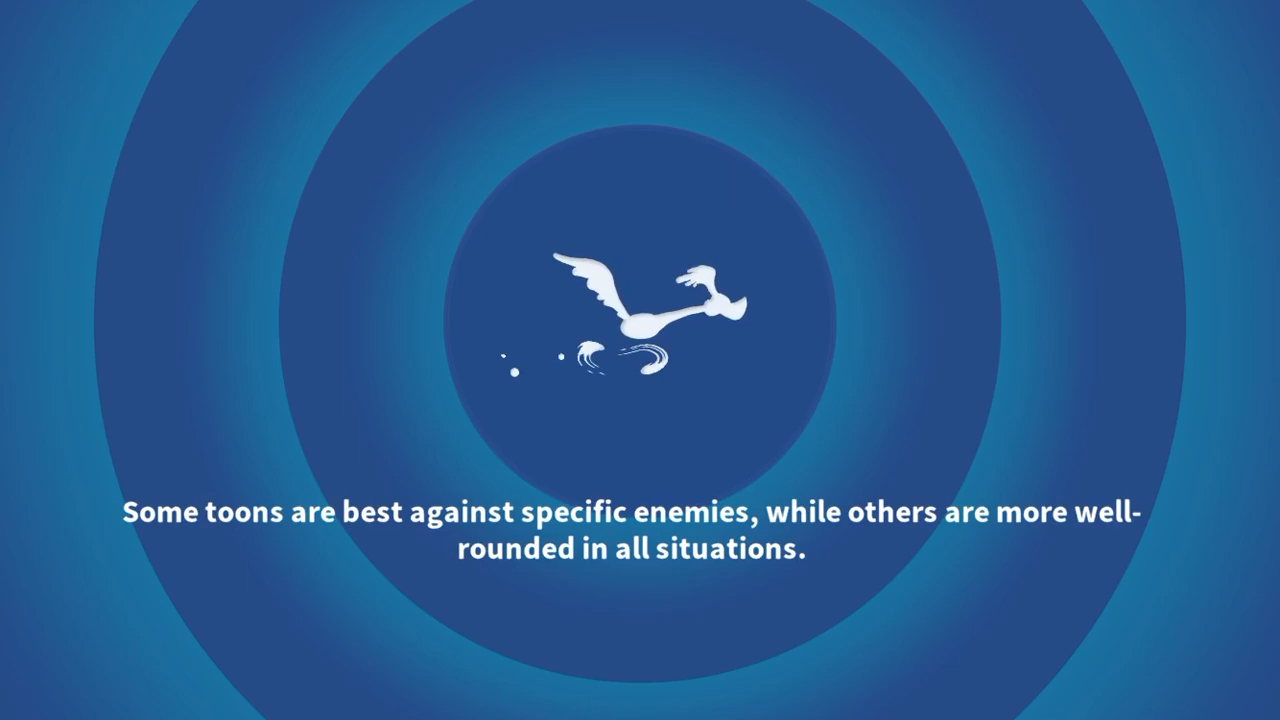 Some toons are best against specific enemies, while others are more well-
rounded in all situations.